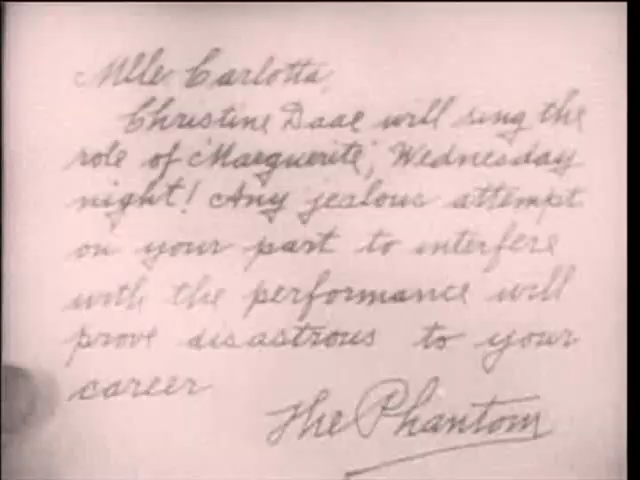 Mlle. Carlotta,
Christine Daae will sing the
role of 'Marguerite', Wednesday
night! Any jealous attempt
on your part to interfere
with the performance will
prove disastrous to your
career
The Phantom